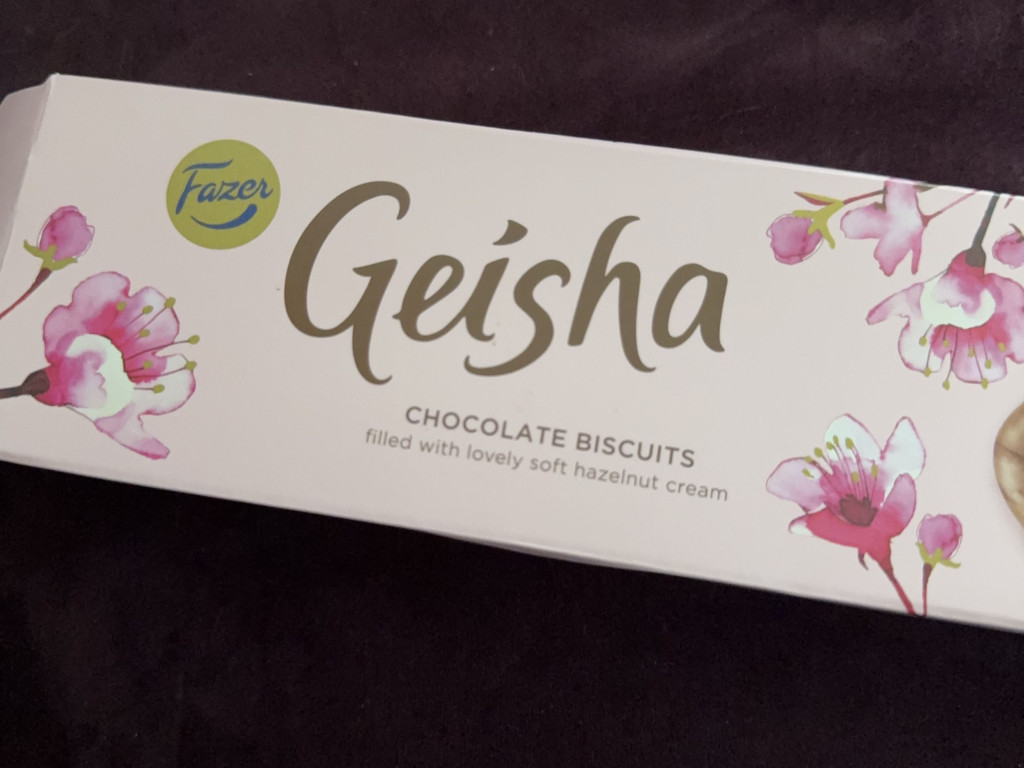 Fazer
Geisha
CHOCOLATE BISCUITS
filled with lovely soft hazelnut cream